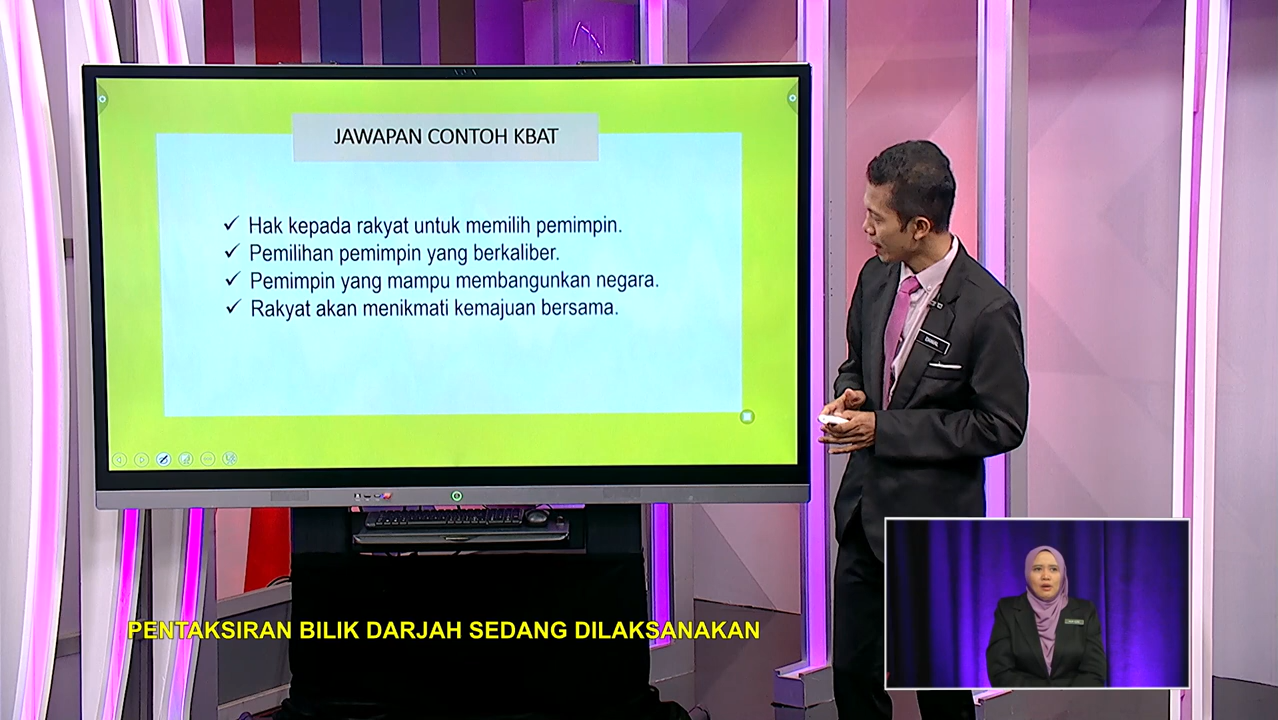 JAWAPAN CONTOH KBAT
✓ Hak kepada rakyat untuk memilih pemimpin.
✓ Pemilihan pemimpin yang berkaliber.
✓ Pemimpin yang mampu membangunkan negara.
✓ Rakyat akan menikmati kemajuan bersama.
PENTAKSIRAN BILIK DARJAH SEDANG DILAKSANAKAN